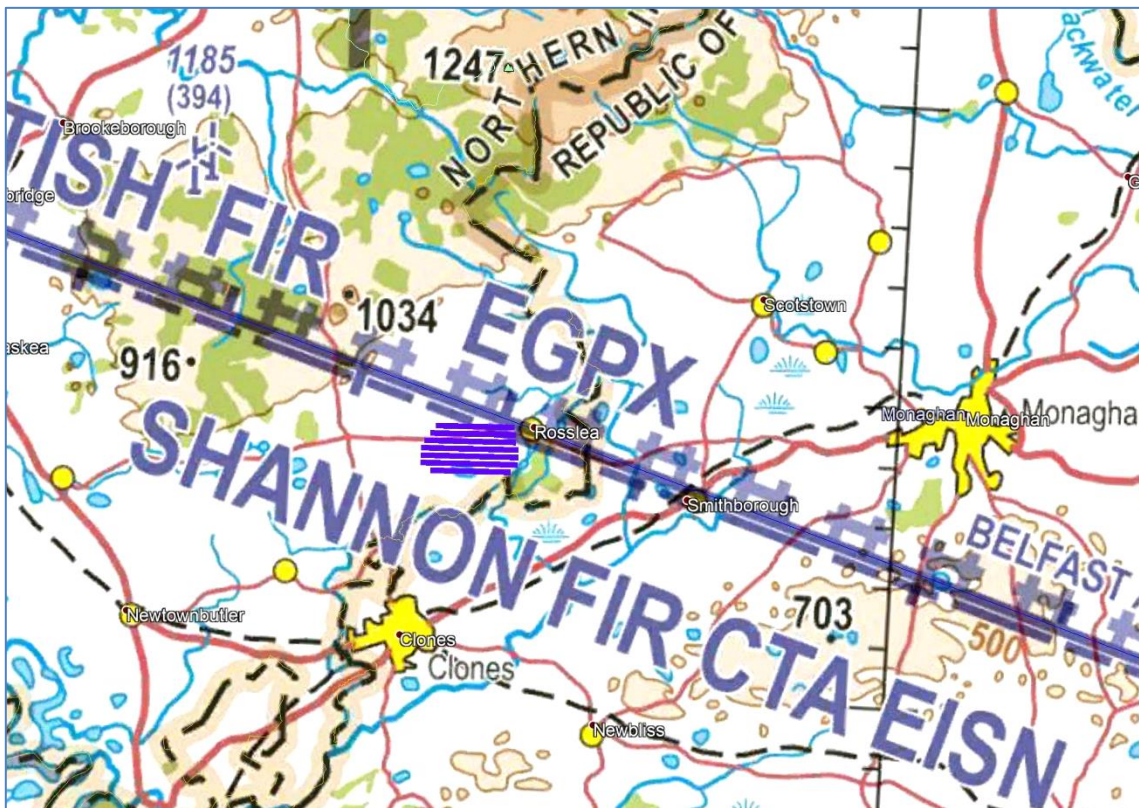 1185
(394)
1247
NORTHERN I
REPUBLIC OF
ackwater
Brookeborough
TISH FIR
bridge
G
EGPX
Scotstown
1034
askea
916
SHANNON FIR CTA EISN
Rosslea
Monaghan
Monaghan
Monagha
Smithborough
BELFAST
703
500
Newtownbutler
Clones
Clones
Newbliss